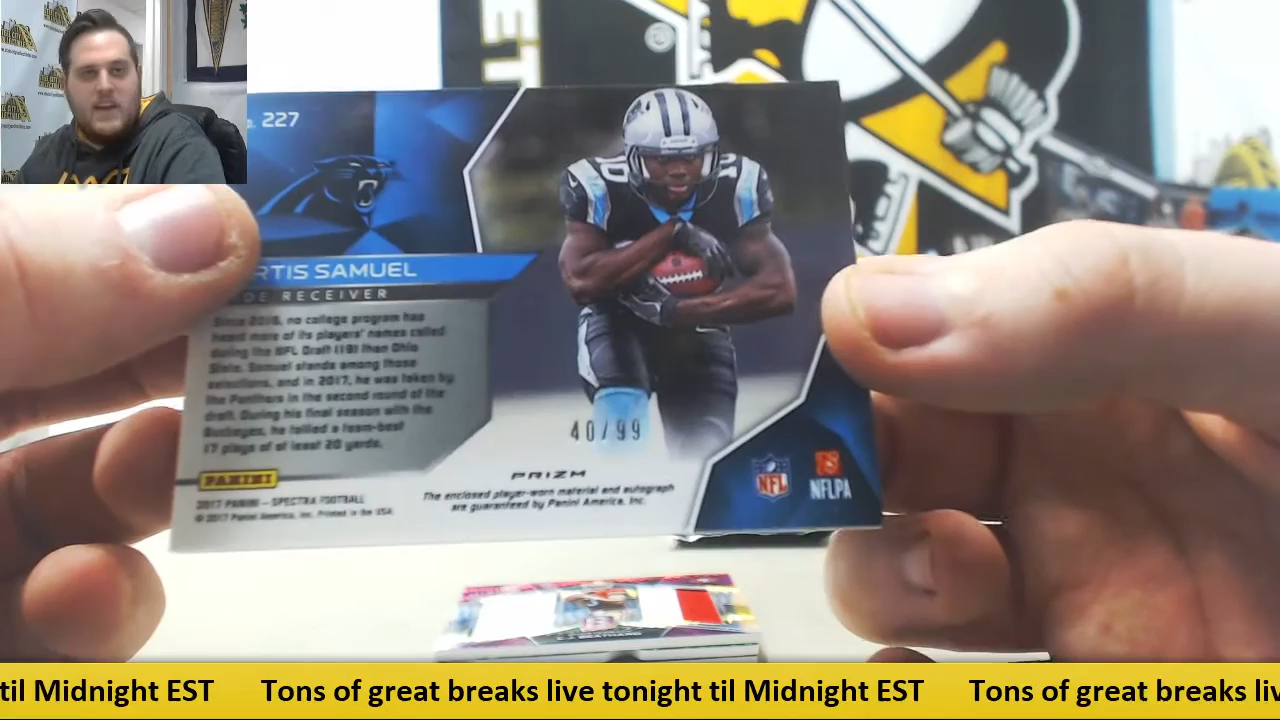 . 227
RTIS SAMUEL
DE RECEIVER
Since 2016, no college program has
heard more of its players' names called
during the NFL Draft (19) than Ohio
State. Samuel stands among those
selections, and in 2017, he was taken by
the Panthers in the second round of the
draft. During his final season with the
Buckeyes, he tallied a team-best
17 plays of at least 20 yards.
PANINI
2017 PANINI – SPECTRA FOOTBALL
© 2017 Panini America, Inc. Printed in the USA
10
40/99
PRIZM
The enclosed player-worn material and autograph
are guaranteed by Panini America, Inc.
NFL
NFLPA
ET
til Midnight EST Tons of great breaks live tonight til Midnight EST Tons of great breaks liv